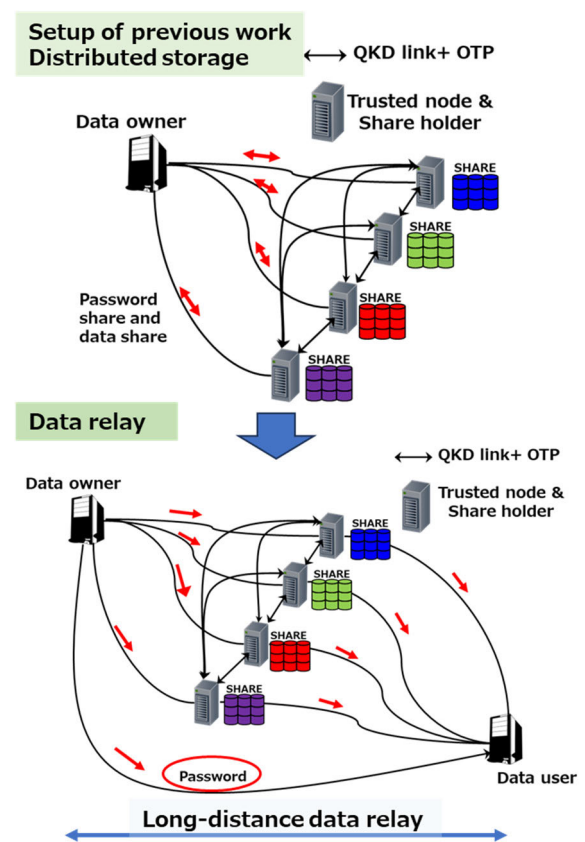 Setup of previous work
Distributed storage
QKD link+ OTP
Trusted node &
Share holder
Data owner
SHARE
SHARE
SHARE
SHARE
Password
share and
data share
Data relay
QKD link+ OTP
Trusted node &
Share holder
Data owner
SHARE
SHARE
SHARE
SHARE
Password
Data user
Long-distance data relay